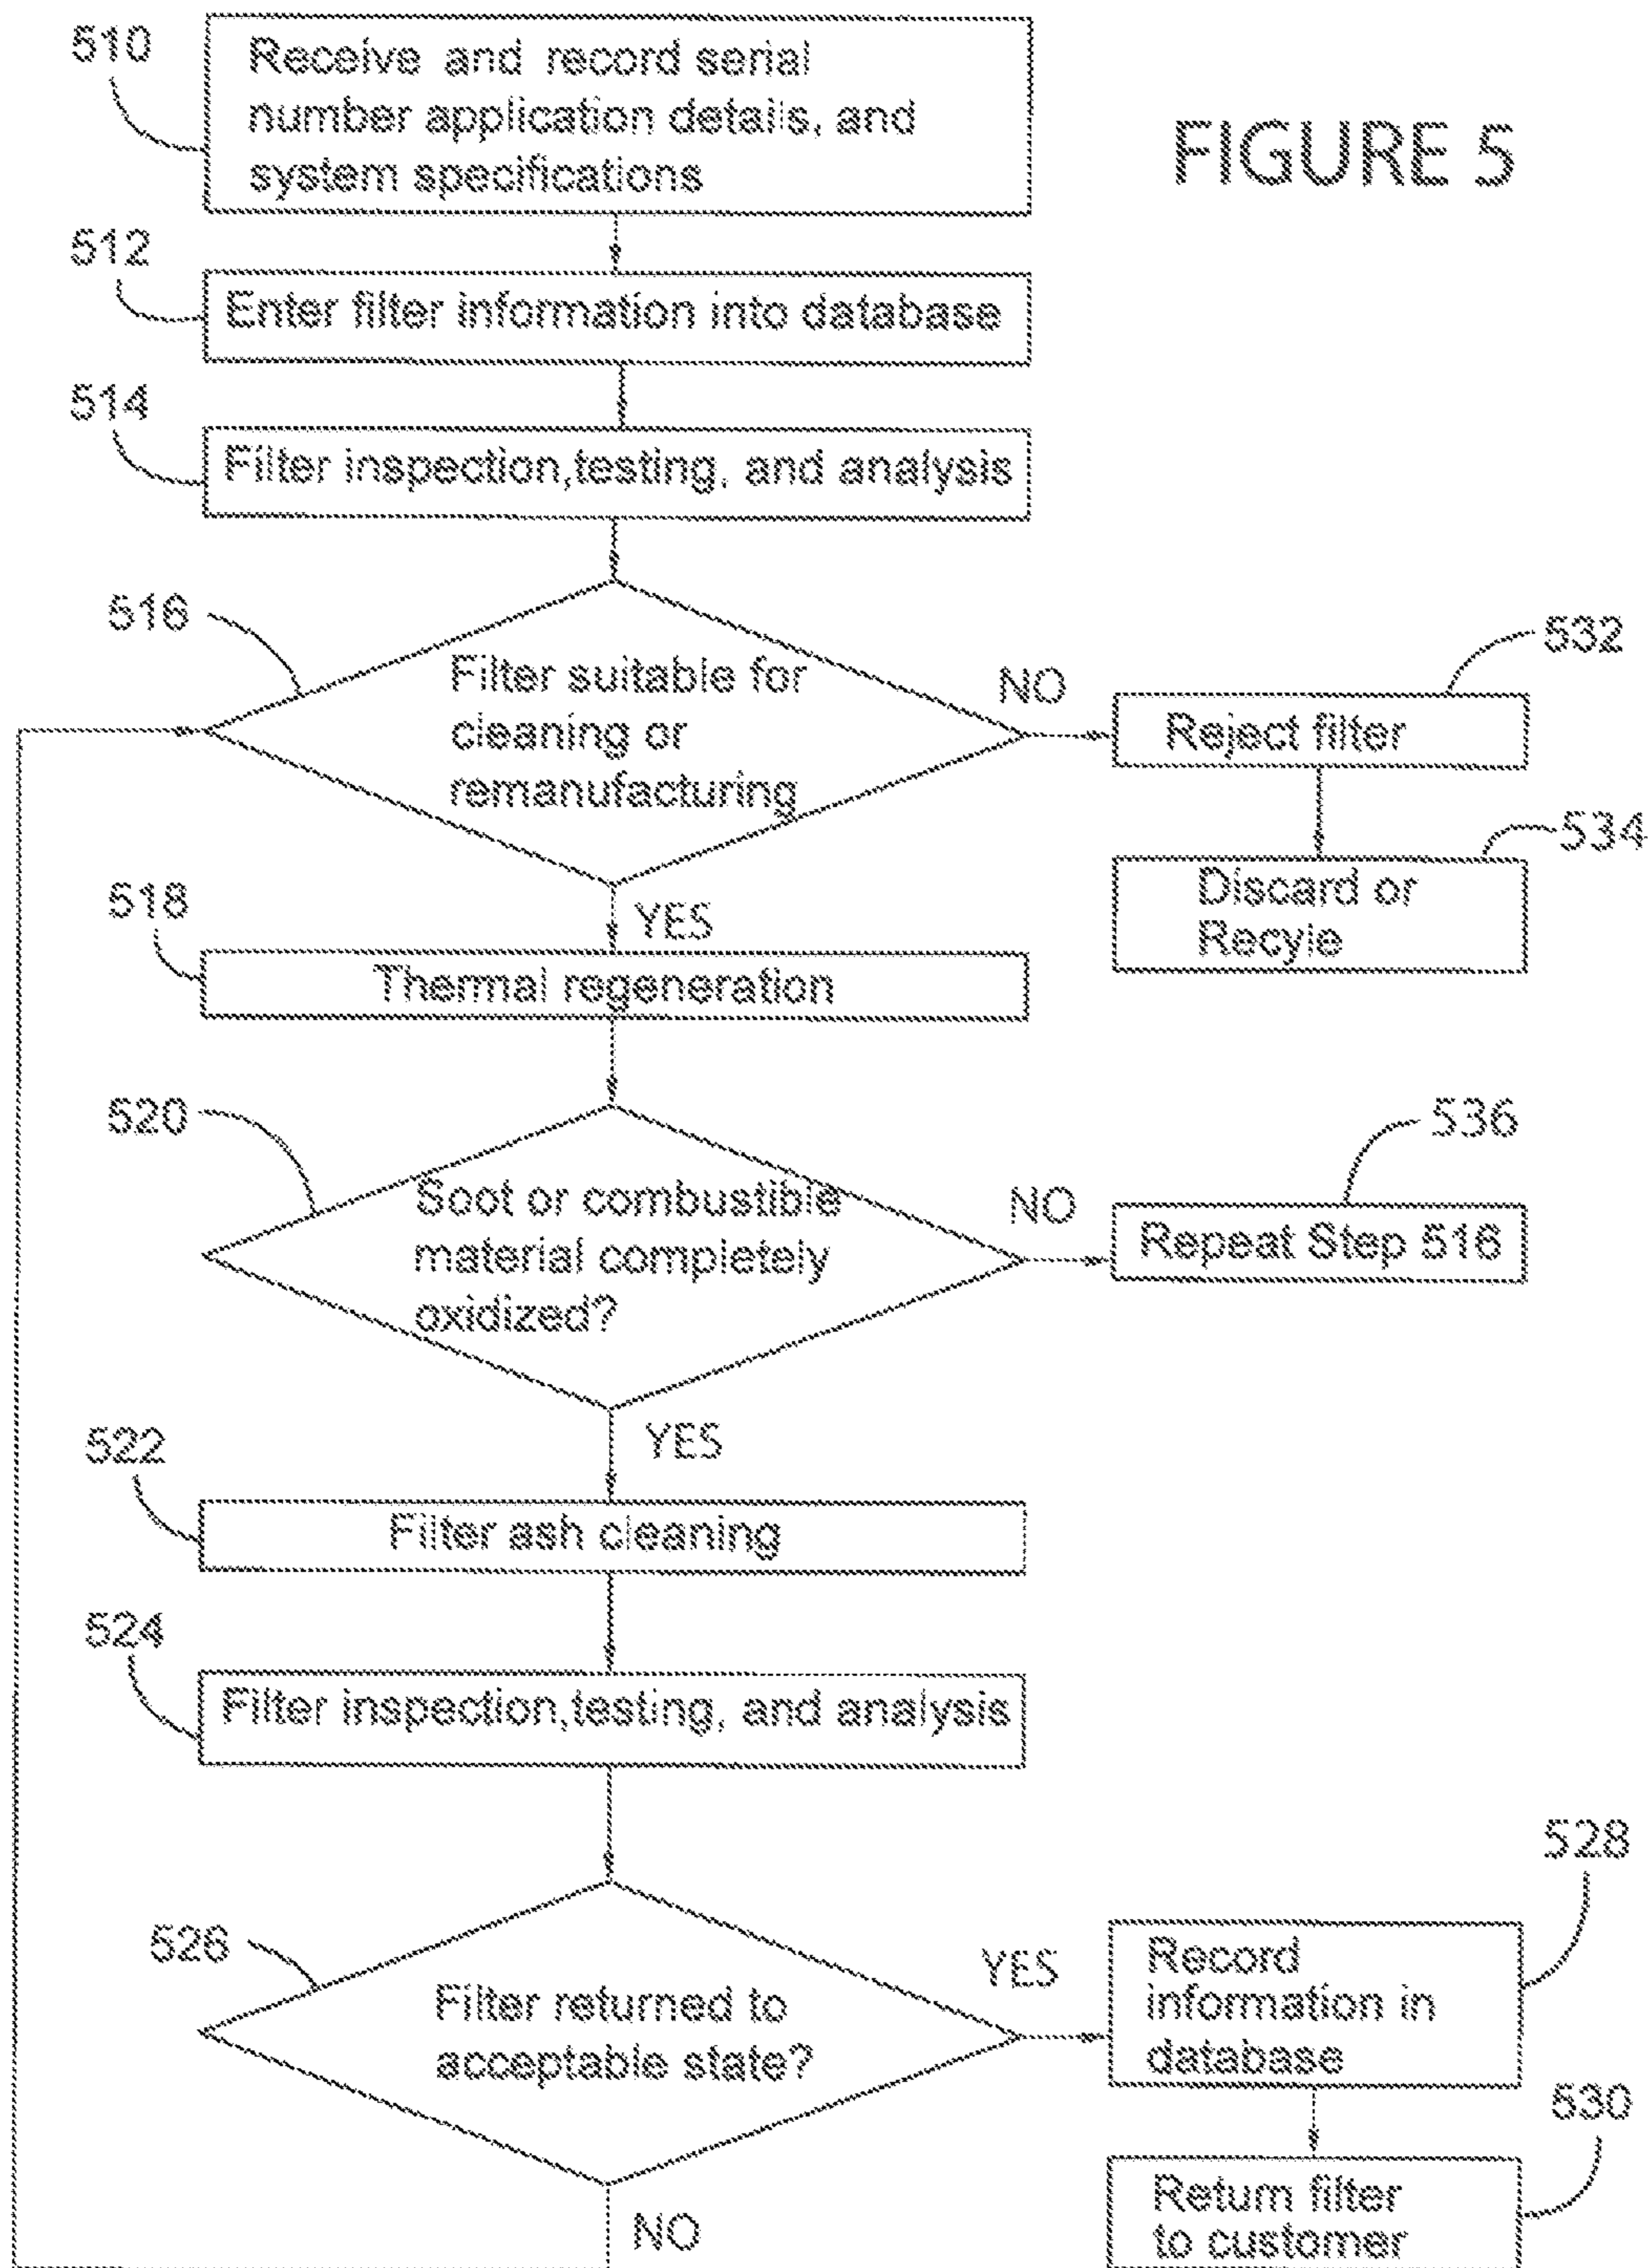 FIGURE 5
510
Receive and record serial
number application details, and
system specifications
512
Enter filter information into database
514
Filter inspection,testing, and analysis
516
Filter suitable for
cleaning or
remanufacturing
NO
532
Reject filter
534
Discard or
Recyle
YES
518
Thermal regeneration
520
Soot or combustible
material completely
oxidized?
NO
536
Repeat Step 516
YES
522
Filter ash cleaning
524
Filter inspection,testing, and analysis
526
Filter returned to
acceptable state?
YES
528
Record
information in
database
530
Return filter
to customer
NO